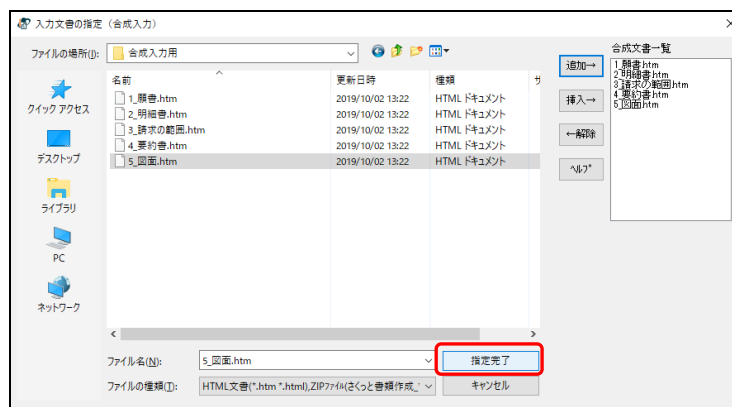 入力文書の指定（合成入力）
ファイルの場所(I):
合成入力用
クイック アクセス
デスクトップ
ライブラリ
PC
ネットワーク
名前
更新日時
種類
サ
1_願書.htm
2019/10/02 13:22
HTML ドキュメント
2_明細書.htm
2019/10/02 13:22
HTML ドキュメント
3_請求の範囲.htm
2019/10/02 13:22
HTML ドキュメント
4_要約書.htm
2019/10/02 13:22
HTML ドキュメント
5_図面.htm
2019/10/02 13:22
HTML ドキュメント
ファイル名(N):
5_図面.htm
指定完了
ファイルの種類(T):
HTML文書(*.htm *.html),ZIPファイル(さくっと書類作成_
キャンセル
追加→
挿入→
←解除
ヘルプ
合成文書一覧
1_願書.htm
2_明細書.htm
3_請求の範囲.htm
4_要約書.htm
5_図面.htm